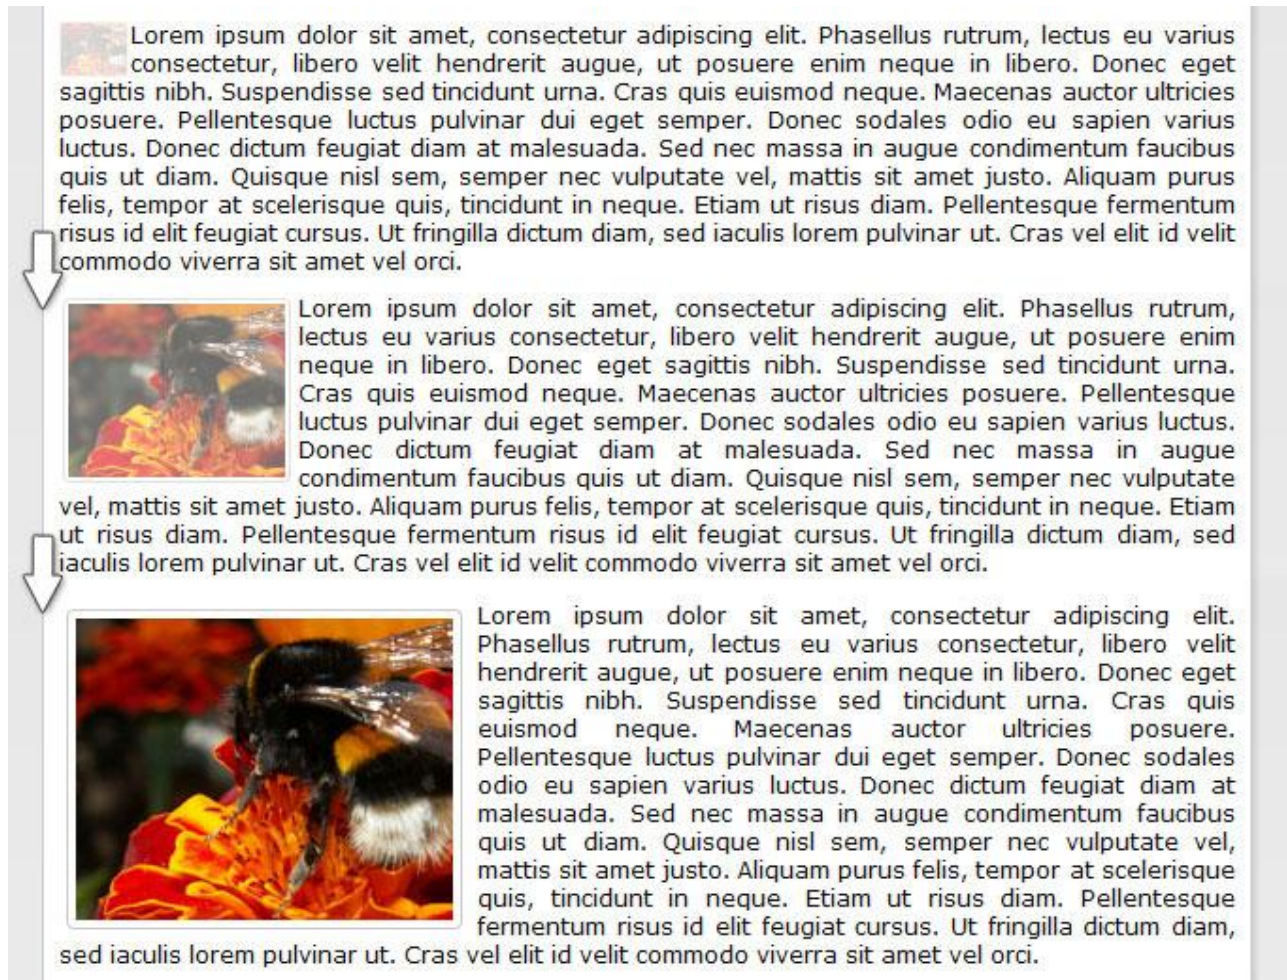 Lorem ipsum dolor sit amet, consectetur adipiscing elit. Phasellus rutrum, lectus eu varius
consectetur, libero velit hendrerit augue, ut posuere enim neque in libero. Donec eget
sagittis nibh. Suspendisse sed tincidunt urna. Cras quis euismod neque. Maecenas auctor ultricies
posuere. Pellentesque luctus pulvinar dui eget semper. Donec sodales odio eu sapien varius
luctus. Donec dictum feugiat diam at malesuada. Sed nec massa in augue condimentum faucibus
quis ut diam. Quisque nisl sem, semper nec vulputate vel, mattis sit amet justo. Aliquam purus
felis, tempor at scelerisque quis, tincidunt in neque. Etiam ut risus diam. Pellentesque fermentum
risus id elit feugiat cursus. Ut fringilla dictum diam, sed iaculis lorem pulvinar ut. Cras vel elit id velit
commodo viverra sit amet vel orci.
Lorem ipsum dolor sit amet, consectetur adipiscing elit. Phasellus rutrum,
lectus eu varius consectetur, libero velit hendrerit augue, ut posuere enim
neque in libero. Donec eget sagittis nibh. Suspendisse sed tincidunt urna.
Cras quis euismod neque. Maecenas auctor ultricies posuere. Pellentesque
luctus pulvinar dui eget semper. Donec sodales odio eu sapien varius luctus.
Donec dictum feugiat diam at malesuada. Sed nec massa in augue
condimentum faucibus quis ut diam. Quisque nisl sem, semper nec vulputate
vel, mattis sit amet justo. Aliquam purus felis, tempor at scelerisque quis, tincidunt in neque. Etiam
ut risus diam. Pellentesque fermentum risus id elit feugiat cursus. Ut fringilla dictum diam, sed
iaculis lorem pulvinar ut. Cras vel elit id velit commodo viverra sit amet vel orci.
Lorem ipsum dolor sit amet, consectetur adipiscing elit.
Phasellus rutrum, lectus eu varius consectetur, libero velit
hendrerit augue, ut posuere enim neque in libero. Donec eget
sagittis nibh. Suspendisse sed tincidunt urna. Cras quis
euismod neque. Maecenas auctor ultricies posuere.
Pellentesque luctus pulvinar dui eget semper. Donec sodales
odio eu sapien varius luctus. Donec dictum feugiat diam at
malesuada. Sed nec massa in augue condimentum faucibus
quis ut diam. Quisque nisl sem, semper nec vulputate vel,
mattis sit amet justo. Aliquam purus felis, tempor at scelerisque
quis, tincidunt in neque. Etiam ut risus diam. Pellentesque
fermentum risus id elit feugiat cursus. Ut fringilla dictum diam,
sed iaculis lorem pulvinar ut. Cras vel elit id velit commodo viverra sit amet vel orci.